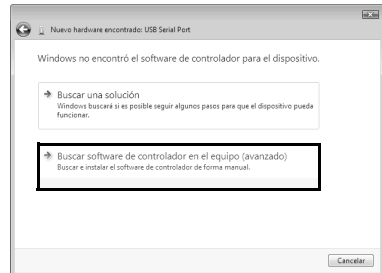 Nuevo hardware encontrado: USB Serial Port
Windows no encontró el software de controlador para el dispositivo.
Buscar una solución
Windows buscará si es posible seguir algunos pasos para que el dispositivo pueda
funcionar.
Buscar software de controlador en el equipo (avanzado)
Buscar e instalar el software de controlador de forma manual.
Cancelar